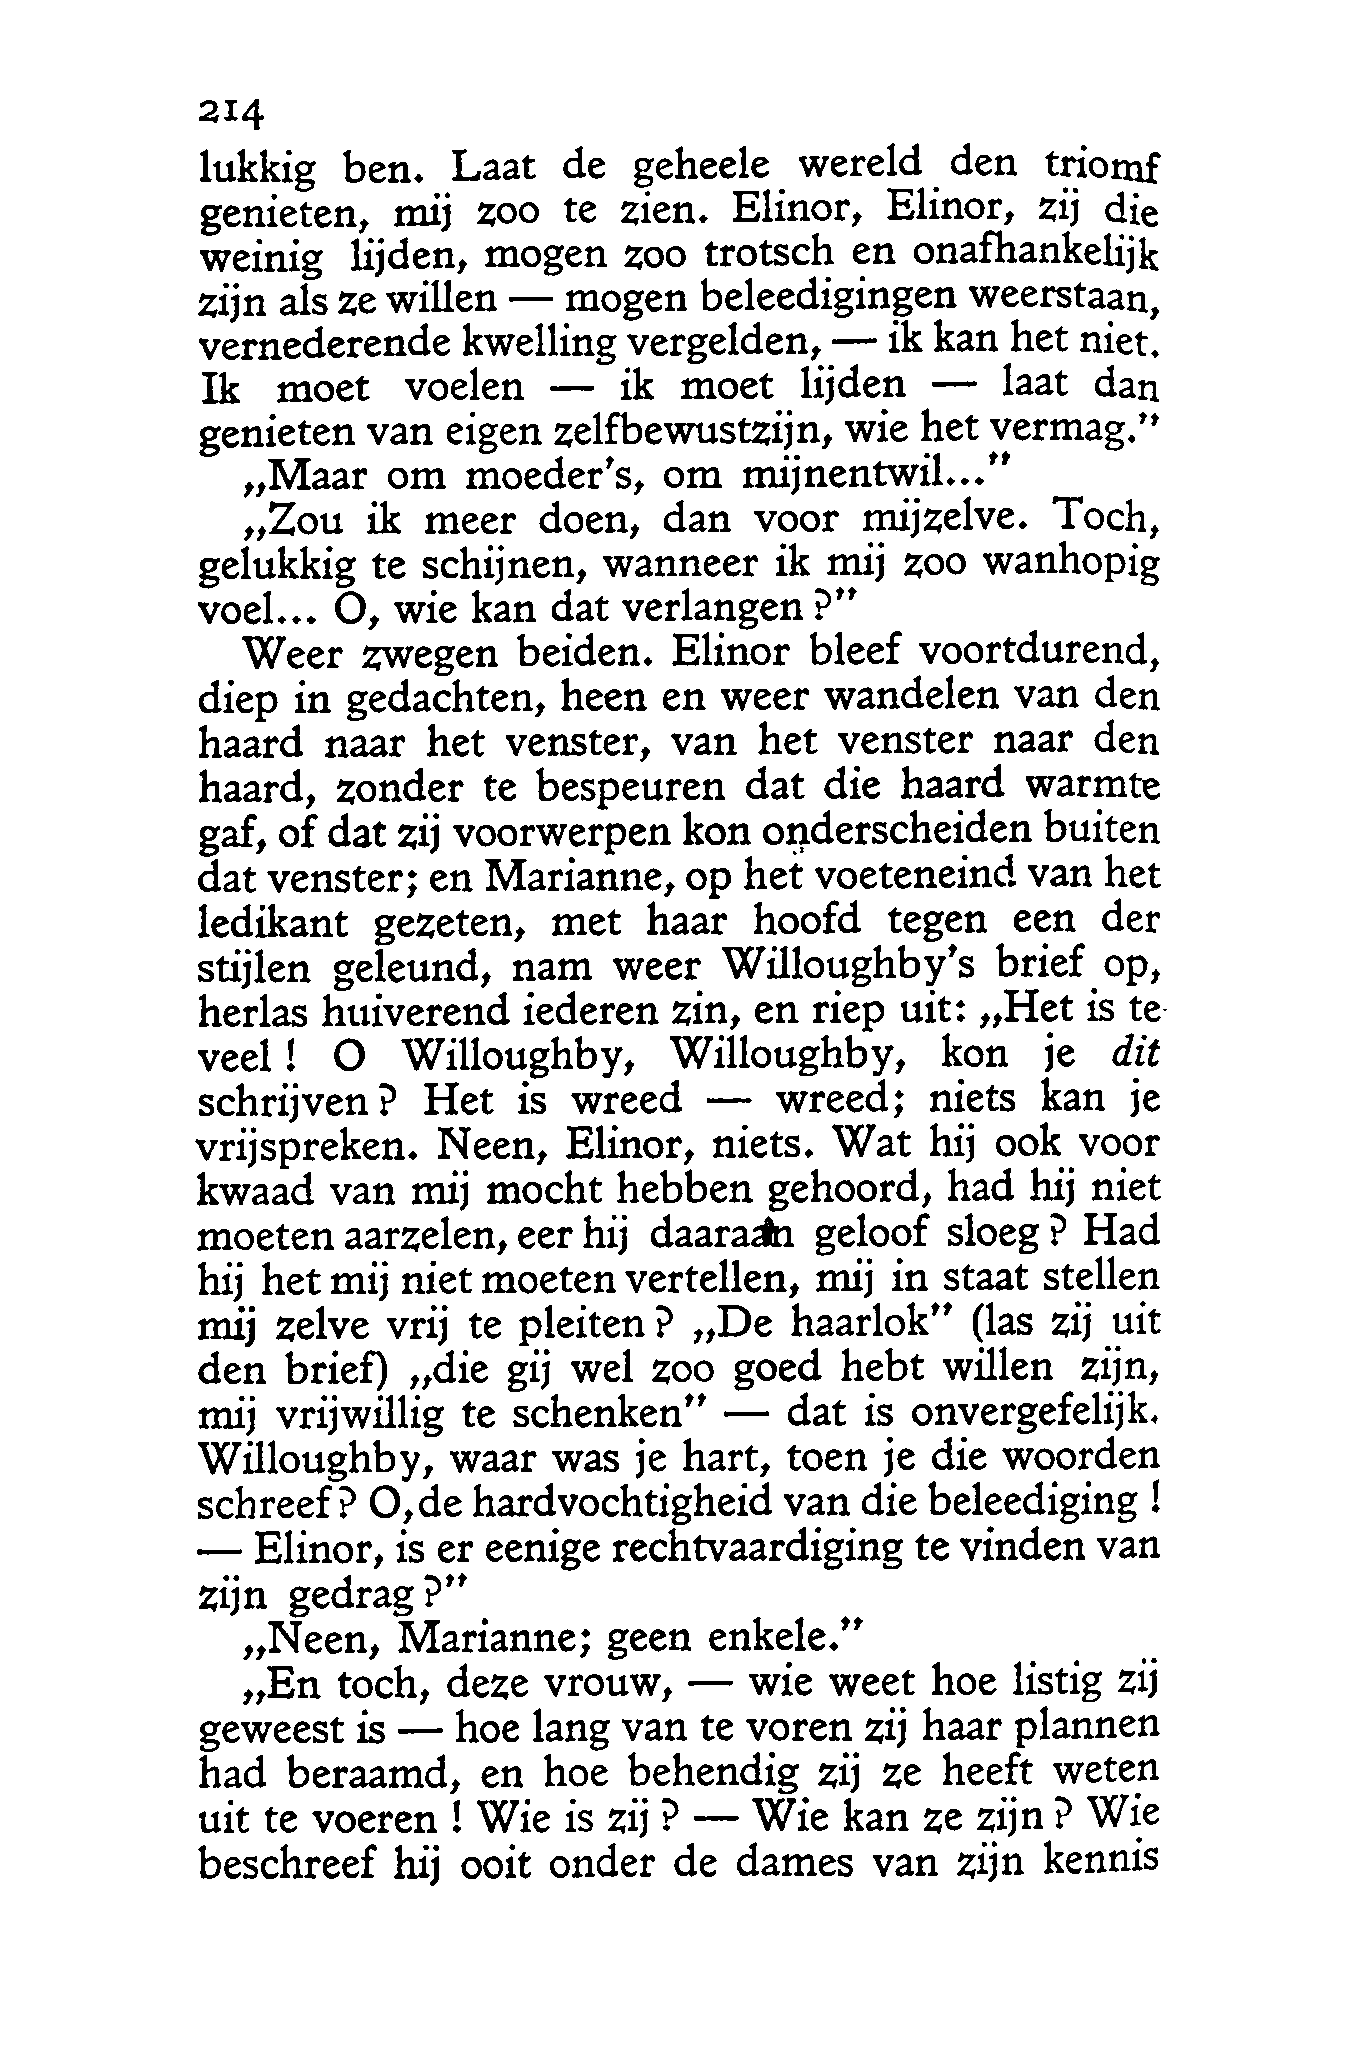 214
lukkig ben. Laat de geheele wereld den triomf
genieten, mij zoo te zien. Elinor, Elinor, zij die
weinig lijden, mogen zoo trotsch en onafhankelijk
zijn als ze willen — mogen beleedigingen weerstaan,
vernederende kwelling vergelden, — ik kan het niet.
Ik moet voelen — ik moet lijden — laat dan
genieten van eigen zelfbewustzijn, wie het vermag.”
„Maar om moeder's, om mijnentwil...”
„Zou ik meer doen, dan voor mijzelve. Toch,
gelukkig te schijnen, wanneer ik mij zoo wanhopig
voel... O, wie kan dat verlangen?”
Weer zwegen beiden. Elinor bleef voortdurend,
diep in gedachten, heen en weer wandelen van den
haard naar het venster, van het venster naar den
haard, zonder te bespeuren dat die haard warmte
gaf, of dat zij voorwerpen kon onderscheiden buiten
dat venster; en Marianne, op het voeteneind van het
ledikant gezeten, met haar hoofd tegen een der
stijlen geleund, nam weer Willoughby's brief op,
herlas huiverend iederen zin, en riep uit: „Het is te-
veel! O Willoughby, Willoughby, kon je dit
schrijven? Het is wreed — wreed; niets kan je
vrijspreken. Neen, Elinor, niets. Wat hij ook voor
kwaad van mij mocht hebben gehoord, had hij niet
moeten aarzelen, eer hij daaraan geloof sloeg? Had
hij het mij niet moeten vertellen, mij in staat stellen
mij zelve vrij te pleiten? „De haarlok” (las zij uit
den brief) „die gij wel zoo goed hebt willen zijn,
mij vrijwillig te schenken” — dat is onvergefelijk.
Willoughby, waar was je hart, toen je die woorden
schreef? O, de hardvochtigheid van die beleediging!
— Elinor, is er eenige rechtvaardiging te vinden van
zijn gedrag?”
„Neen, Marianne; geen enkele.”
„En toch, deze vrouw, — wie weet hoe listig zij
geweest is — hoe lang van te voren zij haar plannen
had beraamd, en hoe behendig zij ze heeft weten
uit te voeren! Wie is zij? — Wie kan ze zijn? Wie
beschreef hij ooit onder de dames van zijn kennis